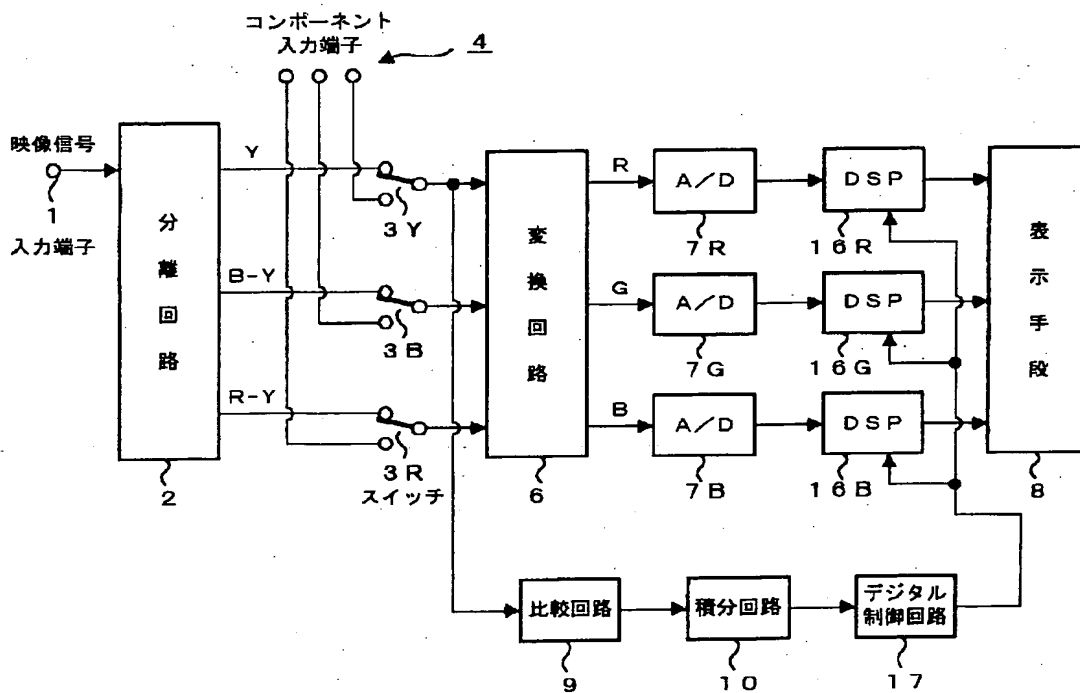 コンポーネント
入力端子
4
映像信号
1
入力端子
分離回路
2
Y
B-Y
R-Y
3Y
3B
3R
スイッチ
変換回路
6
R
G
B
A/D
7R
A/D
7G
A/D
7B
DSP
16R
DSP
16G
DSP
16B
表示手段
8
比較回路
9
積分回路
10
デジタル
制御回路
17